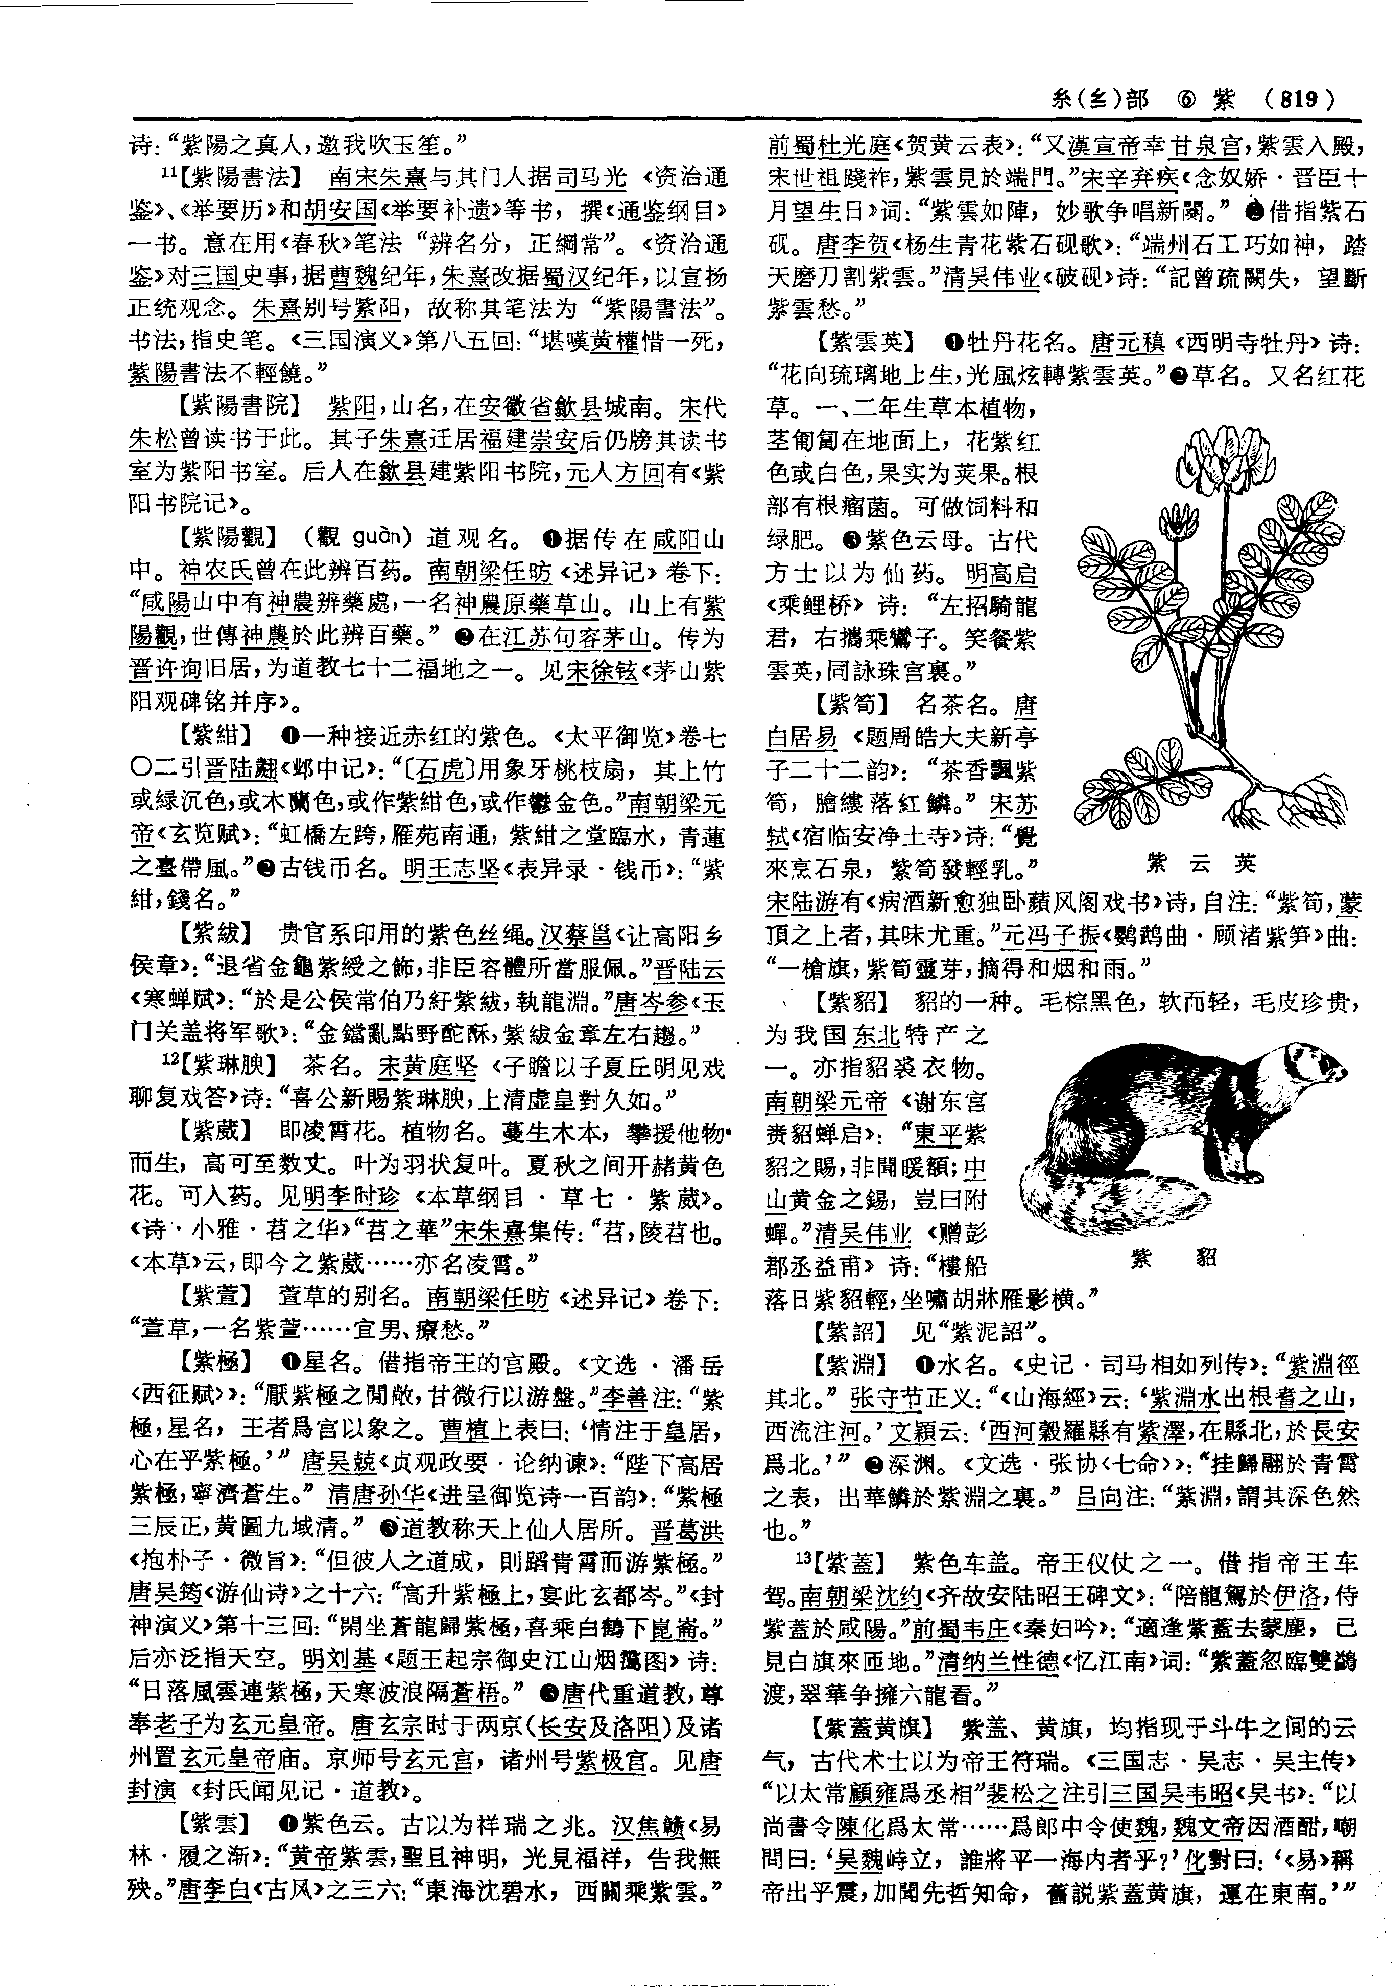 糸(糹)部 ⑥ 紫 (819)
诗:“紫陽之真人,邀我吹玉笙。”
11【紫陽書法】 南宋朱熹与其门人据司马光《资治通
鉴》、《举要历》和胡安国《举要补遗》等书,撰《通鉴纲目》
一书。意在用《春秋》笔法“辨名分,正綱常”。《资治通
鉴》对三国史事,据曹魏纪年,朱熹改据蜀汉纪年,以宣扬
正统观念。朱熹别号紫阳,故称其笔法为“紫陽書法”。
书法,指史笔。《三国演义》第八五回:“堪嘆黄權惜一死,
紫陽書法不輕饒。”
【紫陽書院】 紫阳,山名,在安徽省歙县城南。宋代
朱松曾读书于此。其子朱熹迁居福建崇安后仍牓其读书
室为紫阳书室。后人在歙县建紫阳书院,元人方回有《紫
阳书院记》。
【紫陽觀】 (觀 guàn) 道观名。❶据传在咸阳山
中。神农氏曾在此辨百药。南朝梁任昉《述异记》卷下:
“咸陽山中有神農辨藥處,一名神農原藥草山。山上有紫
陽觀,世傳神農於此辨百藥。”❷在江苏句容茅山。传为
晋许询旧居,为道教七十二福地之一。见宋徐铉《茅山紫
阳观碑铭并序》。
【紫紺】 ❶一种接近赤红的紫色。《太平御览》卷七
〇二引晋陆翽《邺中记》:“〔石虎〕用象牙桃枝扇,其上竹
或绿沉色,或木蘭色,或作紫紺色,或作鬱金色。”南朝梁元
帝《玄览赋》:“虹橋左跨,雁苑南通,紫紺之堂臨水,青蓮
之臺帶風。”❷古钱币名。明王志坚《表异录·钱币》:“紫
紺,錢名。”
【紫紱】 贵官系印用的紫色丝绳。汉蔡邕《让高阳乡
侯章》:“退省金龜紫綬之飾,非臣容體所當服佩。”晋陆云
《寒蝉赋》:“於是公侯常伯乃紆紫紱,執龍淵。”唐岑参《玉
门关盖将军歌》:“金鐺亂點野酡酥,紫紱金章左右趨。”
12【紫琳腴】 茶名。宋黄庭坚《子瞻以子夏丘明见戏
聊复戏答》诗:“喜公新賜紫琳腴,上清虚皇對久如。”
【紫葳】 即凌霄花。植物名。蔓生木本,攀援他物
而生,高可至数丈。叶为羽状复叶。夏秋之间开赭黄色
花。可入药。见明李时珍《本草纲目·草七·紫葳》。
《诗·小雅·苕之华》“苕之華”宋朱熹集传:“苕,陵苕也。
《本草》云,即今之紫葳……亦名凌霄。”
【紫萱】 萱草的别名。南朝梁任昉《述异记》卷下:
“萱草,一名紫萱……宜男、療愁。”
【紫極】 ❶星名。借指帝王的宫殿。《文选·潘岳
〈西征赋〉》:“厭紫極之閒敞,甘微行以游盤。”李善注:“紫
極,星名,王者爲宫以象之。曹植上表曰:‘情注于皇居,
心在乎紫極。’”唐吴兢《贞观政要·论纳谏》:“陛下高居
紫極,寧濟蒼生。”清唐孙华《进呈御览诗一百韵》:“紫極
三辰正,黄圖九域清。”❷道教称天上仙人居所。晋葛洪
《抱朴子·微旨》:“但彼人之道成,則蹈青霄而游紫極。”
唐吴筠《游仙诗》之十六:“高升紫極上,宴此玄都岑。”《封
神演义》第十三回:“閑坐蒼龍歸紫極,喜乘白鶴下崑崙。”
后亦泛指天空。明刘基《题王起宗御史江山烟霭图》诗:
“日落風雲連紫極,天寒波浪隔蒼梧。”❸唐代重道教,尊
奉老子为玄元皇帝。唐玄宗时于两京(长安及洛阳)及诸
州置玄元皇帝庙。京师号玄元宫,诸州号紫极宫。见唐
封演《封氏闻见记·道教》。
【紫雲】 ❶紫色云。古以为祥瑞之兆。汉焦赣《易
林·履之渐》:“黄帝紫雲,聖且神明,光見福祥,告我無
殃。”唐李白《古风》之三六:“東海沈碧水,西關乘紫雲。”
前蜀杜光庭《贺黄云表》:“又漢宣帝幸甘泉宫,紫雲入殿,
宋世祖踐祚,紫雲見於端門。”宋辛弃疾《念奴娇·晋臣十
月望生日》词:“紫雲如陣,妙歌争唱新闋。”❷借指紫石
砚。唐李贺《杨生青花紫石砚歌》:“端州石工巧如神,踏
天磨刀割紫雲。”清吴伟业《破砚》诗:“記曾疏闕失,望斷
紫雲愁。”
【紫雲英】 ❶牡丹花名。唐元稹《西明寺牡丹》诗:
“花向琉璃地上生,光風炫轉紫雲英。”❷草名。又名红花
草。一、二年生草本植物,
茎匍匐在地面上,花紫红
色或白色,果实为荚果。根
部有根瘤菌。可做饲料和
绿肥。❸紫色云母。古代
方士以为仙药。明高启
《乘鲤桥》诗:“左招騎龍
君,右攜乘鸞子。笑餐紫
雲英,同詠珠宫裏。”
【紫筍】 名茶名。唐
白居易《题周皓大夫新亭
子二十二韵》:“茶香飄紫
筍,膾縷落紅鱗。”宋苏
轼《宿临安净土寺》诗:“覺
來烹石泉,紫筍發輕乳。”
紫云英
宋陆游有《病酒新愈独卧蘋风阁戏书》诗,自注:“紫筍,蒙
頂之上者,其味尤重。”元冯子振《鹦鹉曲·顾渚紫笋》曲:
“一槍旗,紫筍靈芽,摘得和烟和雨。”
【紫貂】 貂的一种。毛棕黑色,软而轻,毛皮珍贵,
为我国东北特产之
一。亦指貂裘衣物。
南朝梁元帝《谢东宫
赉貂蝉启》:“東平紫
貂之賜,非聞暖額;中
山黄金之錫,豈曰附
蟬。”清吴伟业《赠彭
郡丞益甫》诗:“樓船
紫貂
落日紫貂輕,坐嘯胡牀雁影横。”
【紫詔】 见“紫泥詔”。
【紫淵】 ❶水名。《史记·司马相如列传》:“紫淵徑
其北。”张守节正义:“《山海經》云:‘紫淵水出根耆之山,
西流注河。’文穎云:‘西河穀羅縣有紫澤,在縣北,於長安
爲北。’”❷深渊。《文选·张协〈七命〉》:“挂歸翮於青霄
之表,出華鱗於紫淵之裏。”吕向注:“紫淵,謂其深色然
也。”
13【紫蓋】 紫色车盖。帝王仪仗之一。借指帝王车
驾。南朝梁沈约《齐故安陆昭王碑文》:“陪龍駕於伊洛,侍
紫蓋於咸陽。”前蜀韦庄《秦妇吟》:“適逢紫蓋去蒙塵,已
見白旗來匝地。”清纳兰性德《忆江南》词:“紫蓋忽臨雙鷁
渡,翠華争擁六龍看。”
【紫蓋黄旗】 紫盖、黄旗,均指现于斗牛之间的云
气,古代术士以为帝王符瑞。《三国志·吴志·吴主传》
“以太常顧雍爲丞相”裴松之注引三国吴韦昭《吴书》:“以
尚書令陳化爲太常……爲郎中令使魏,魏文帝因酒酣,嘲
問曰:‘吴魏峙立,誰將平一海内者乎?’化對曰:‘《易》稱
帝出乎震,加聞先哲知命,舊説紫蓋黄旗,運在東南。’”